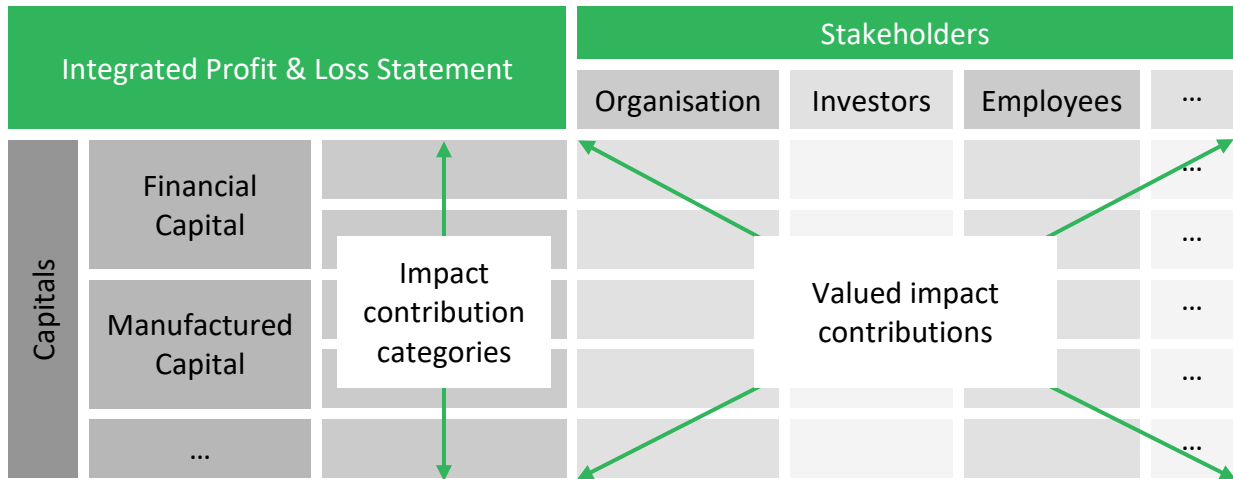 Integrated Profit & Loss Statement
Stakeholders
Organisation
Investors
Employees
...
Capitals
Financial
Capital
...
...
Impact
contribution
categories
Valued impact
contributions
Manufactured
Capital
...
...
...
...